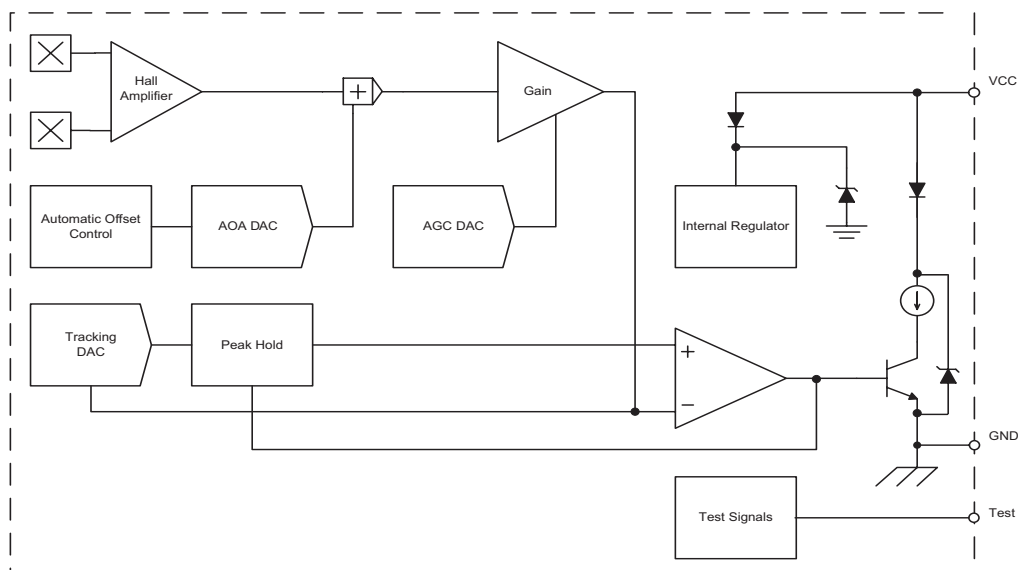 Hall
Amplifier
+
Gain
VCC
Automatic Offset
Control
AOA DAC
AGC DAC
Internal Regulator
Tracking
DAC
Peak Hold
+
−
GND
Test Signals
Test